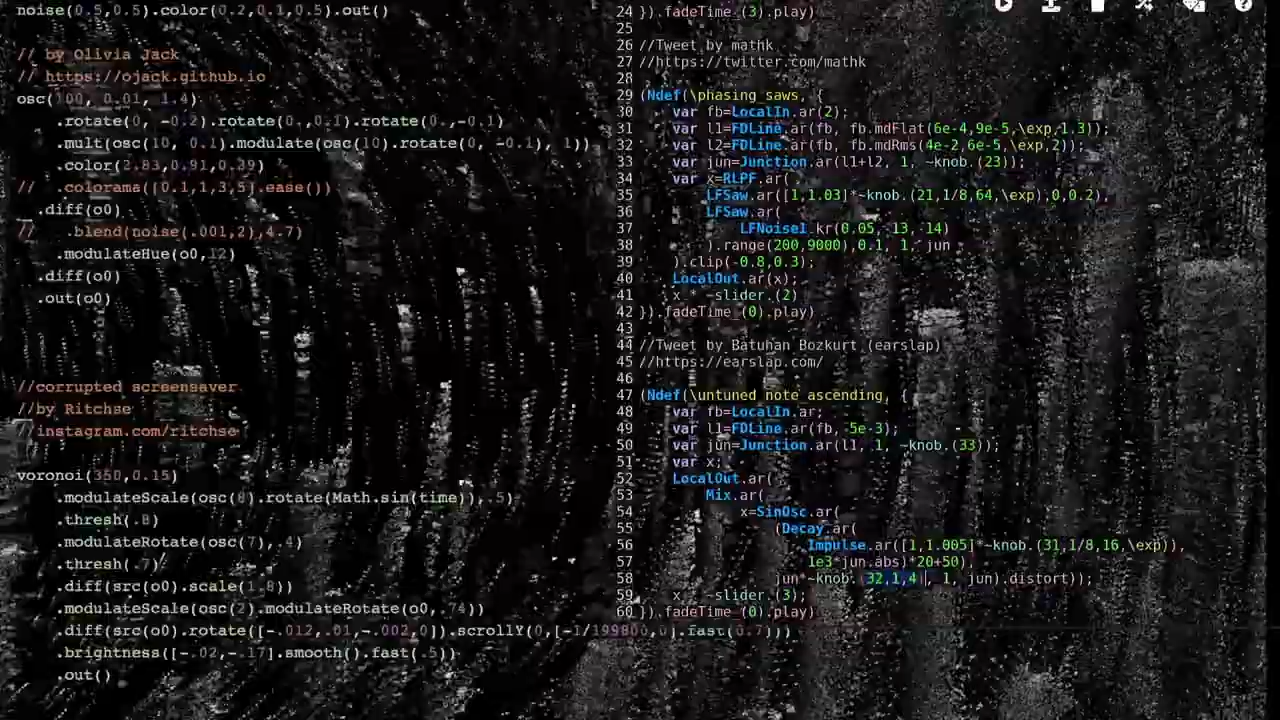 noise(0.5,0.5).color(0.2,0.1,0.5).out()
// by Olivia Jack
// https://ojack.github.io
osc(100, 0.01, 1.4)
.rotate(0, -0.2).rotate(0.,0.1).rotate(0.,-0.1)
.mult(osc(10, 0.1).modulate(osc(10).rotate(0, -0.1), 1))
.color(2.83,0.91,0.39)
// .colorama([0.1,1,3,5].ease())
.diff(o0)
// .blend(noise(.001,2),4.7)
.modulateHue(o0,12)
.diff(o0)
.out(o0)
//corrupted screensaver
//by Ritchse
//instagram.com/ritchse
voronoi(350,0.15)
.modulateScale(osc(8).rotate(Math.sin(time)),.5)
.thresh(.8)
.modulateRotate(osc(7),.4)
.thresh(.7)
.diff(src(o0).scale(1.8))
.modulateScale(osc(2).modulateRotate(o0,.74))
.diff(src(o0).rotate([-.012,.01,-.002,0]).scrollY(0,[-1/199800,0].fast(0.7)))
.brightness([-.02,-.17].smooth().fast(.5))
.out()
24 }).fadeTime_(3).play)
25
26 //Tweet by mathk
27 //https://twitter.com/mathk
28
29 (Ndef(\phasing_saws, {
30 var fb=LocalIn.ar(2);
31 var l1=FDLine.ar(fb, fb.mdFlat(6e-4,9e-5,\exp,1.3));
32 var l2=FDLine.ar(fb, fb.mdRms(4e-2,6e-5,\exp,2));
33 var jun=Junction.ar(l1+l2, 1, ~knob.(23));
34 var x=RLPF.ar(
35 LFSaw.ar([1,1.03]*~knob.(21,1/8,64,\exp),0,0.2),
36 LFSaw.ar(
37 LFNoise1.kr(0.05, -13, -14)
38 ).range(200,9000),0.1, 1, jun
39 ).clip(-0.8,0.3);
40 LocalOut.ar(x);
41 x * ~slider.(2)
42 }).fadeTime_(0).play)
43
44 //Tweet by Batuhan Bozkurt (earslap)
45 //https://earslap.com/
46
47 (Ndef(\untuned_note_ascending, {
48 var fb=LocalIn.ar;
49 var l1=FDLine.ar(fb, 5e-3);
50 var jun=Junction.ar(l1, 1, ~knob.(33));
51 var x;
52 LocalOut.ar(
53 Mix.ar(
54 x=SinOsc.ar(
55 (Decay.ar(
56 Impulse.ar([1,1.005]*~knob.(31,1/8,16,\exp)),
57 1e3*jun.abs)*20+50),
58 jun*~knob.(32,1,4), 1, jun).distort));
59 x * ~slider.(3);
60 }).fadeTime_(0).play)